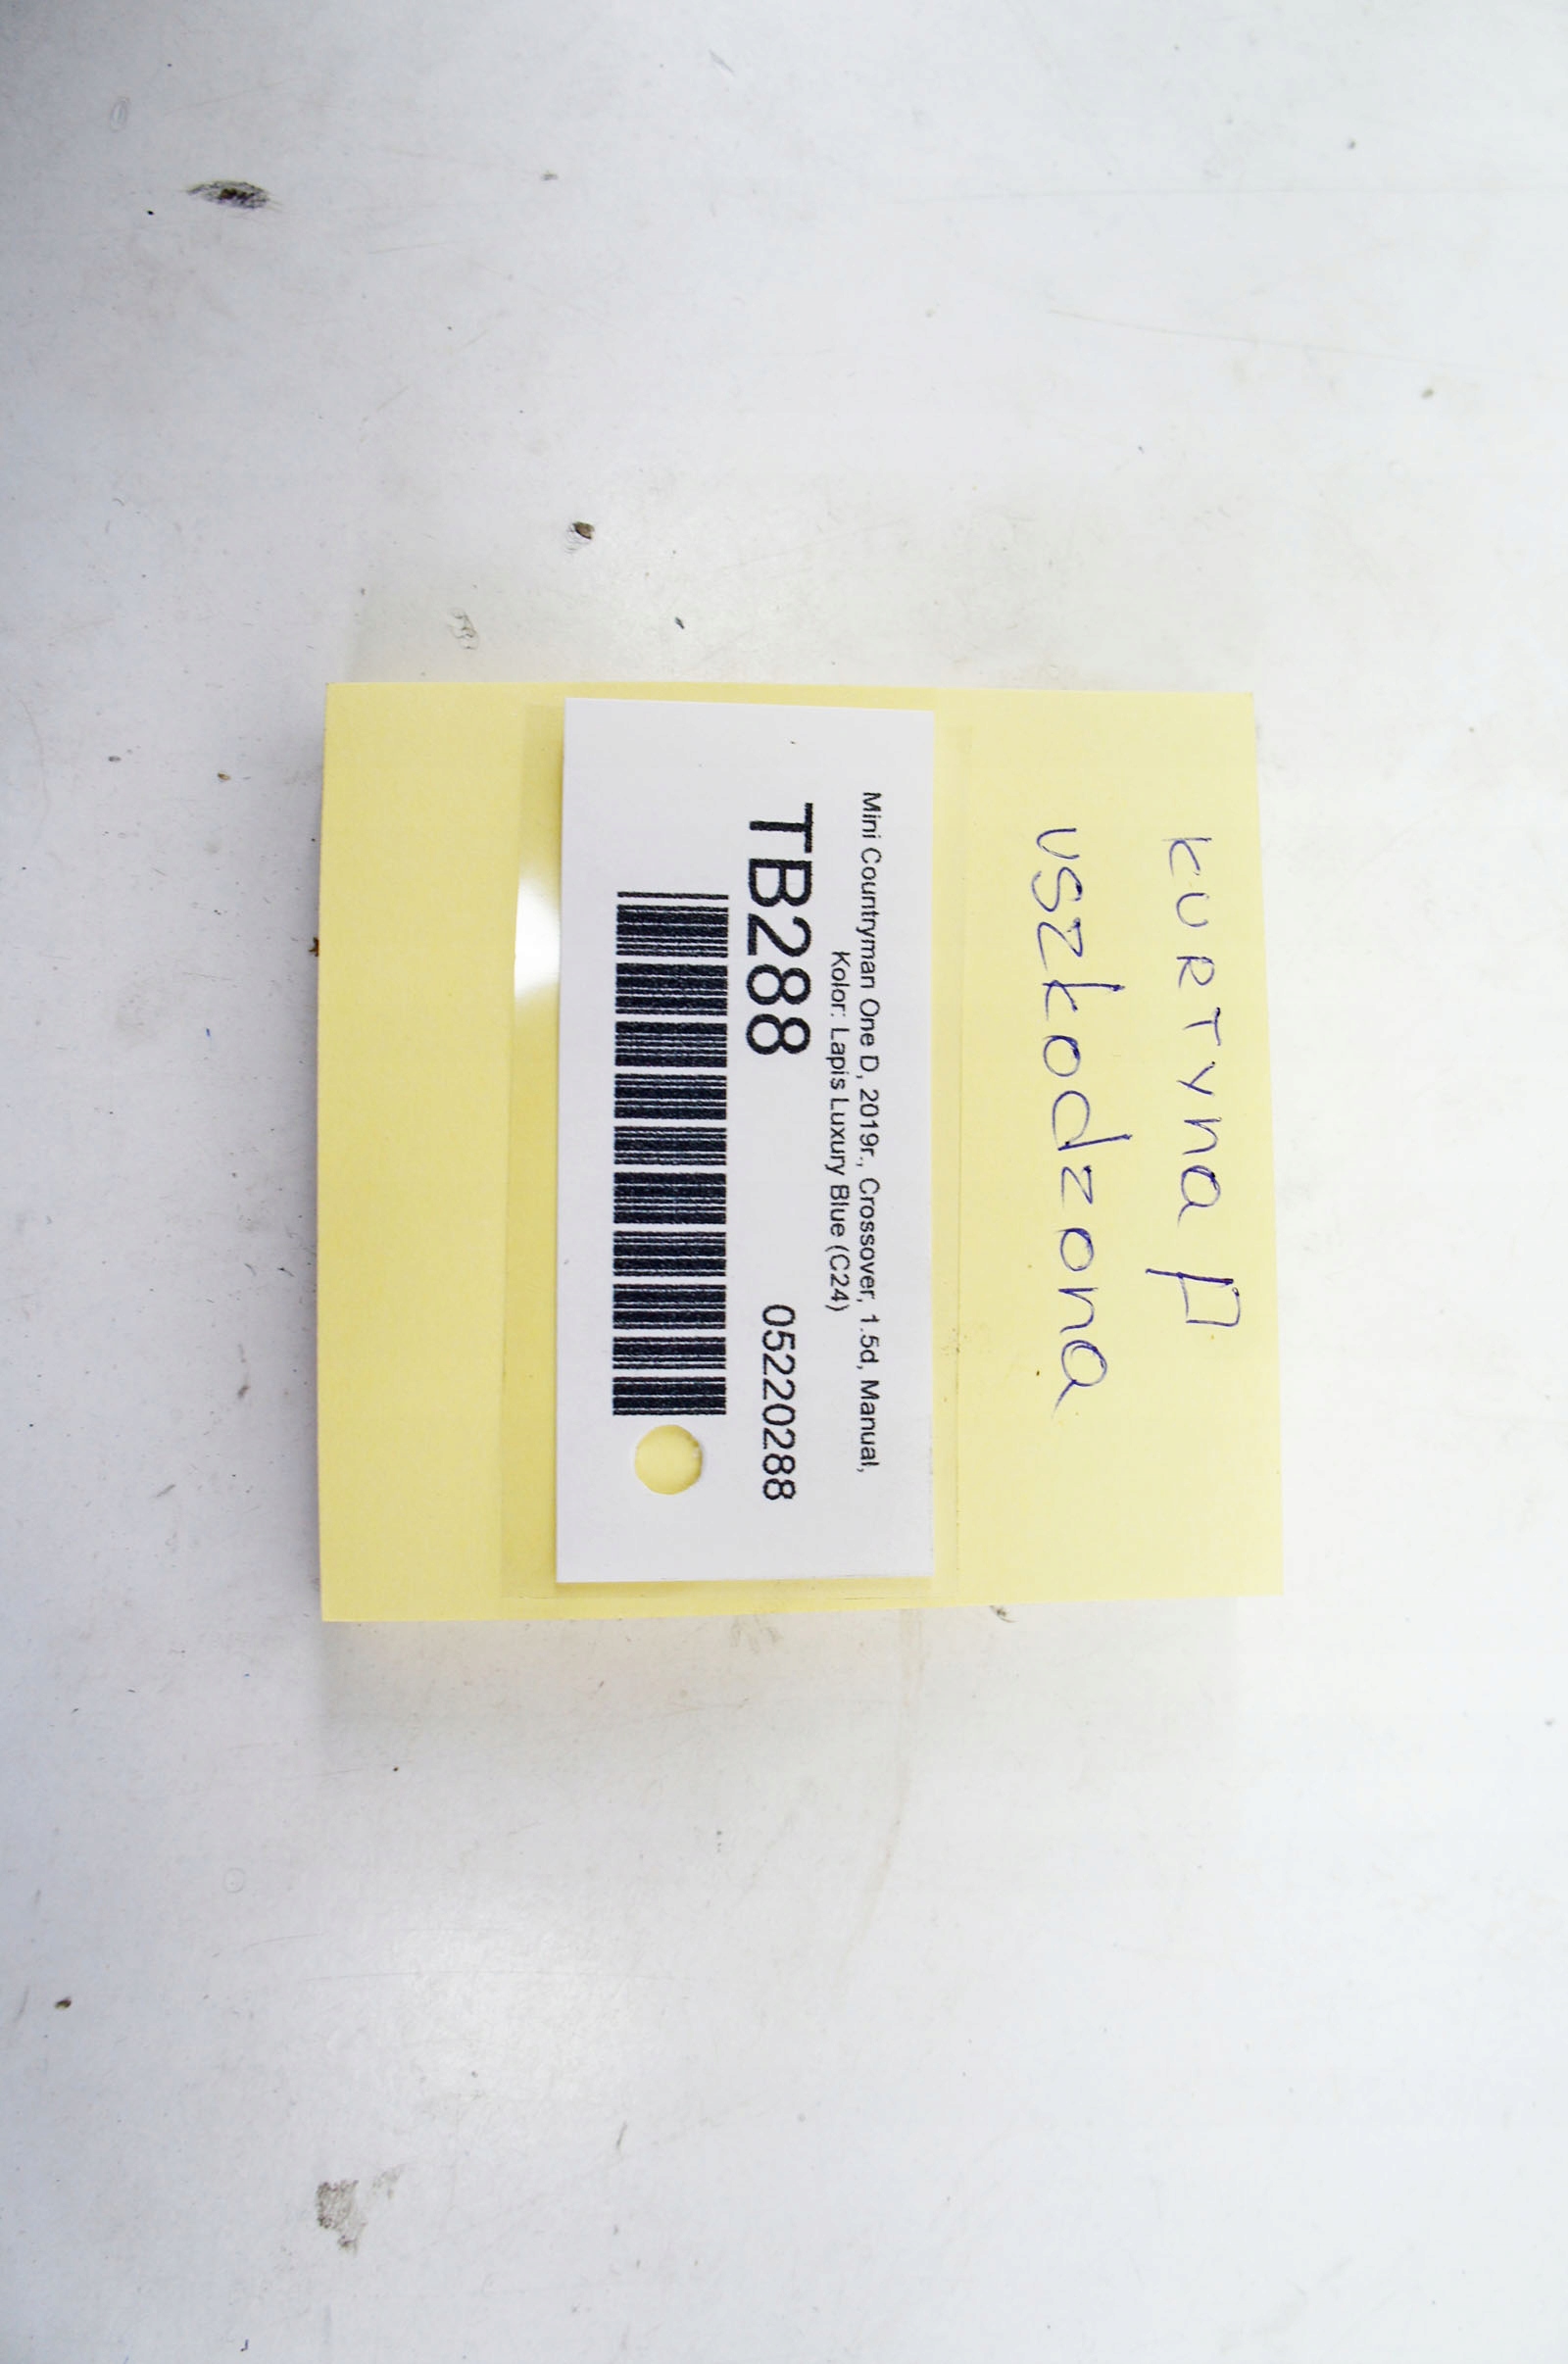 kURTyna P
uszkodzona
Mini Countryman One D, 2019r., Crossover, 1.5d, Manual,
Kolor: Lapis Luxury Blue (C24)
TB288 05220288